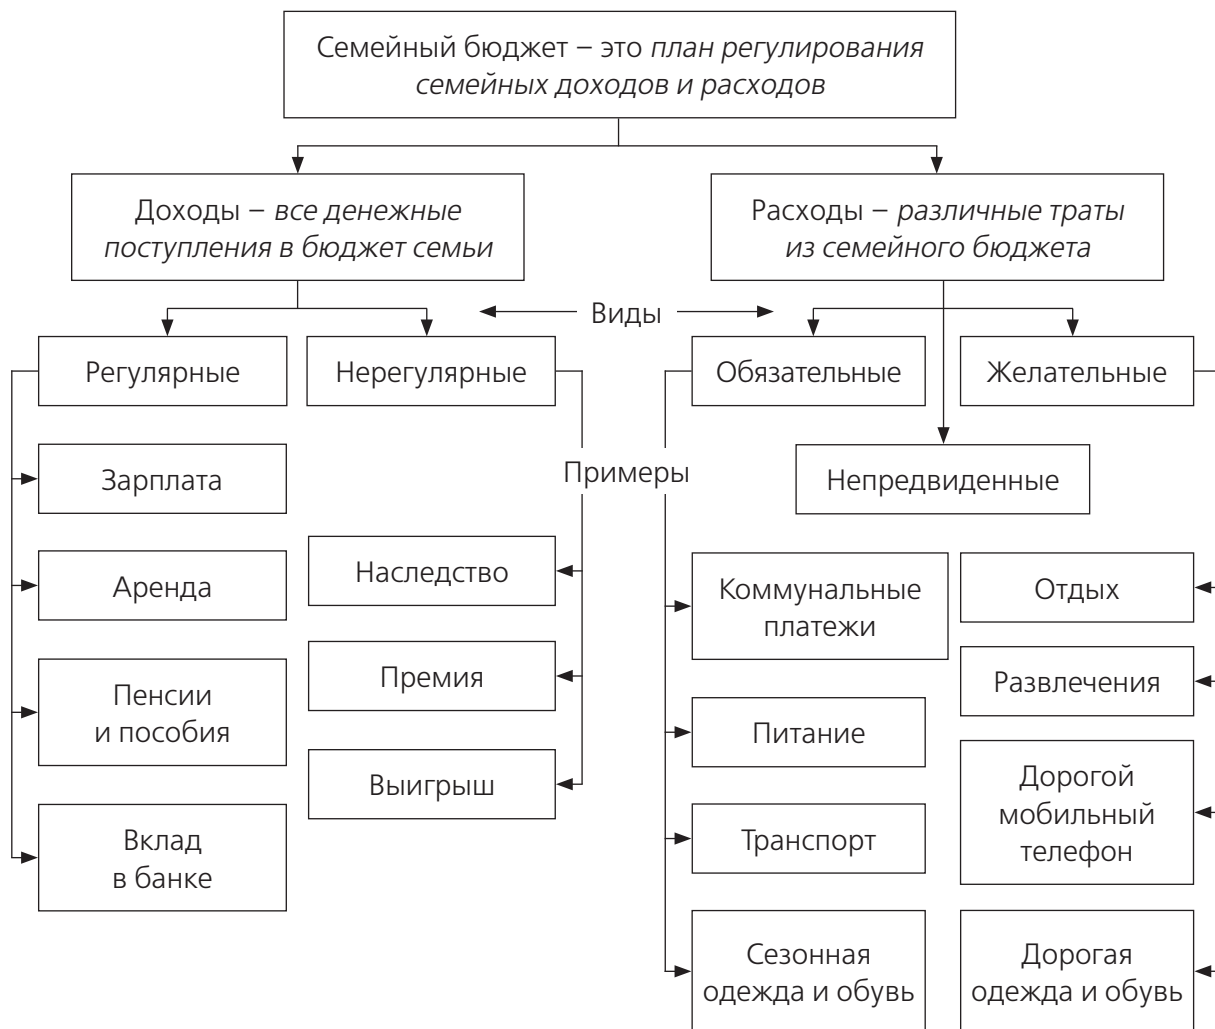 Семейный бюджет – это план регулирования
семейных доходов и расходов
Доходы – все денежные
поступления в бюджет семьи
Расходы – различные траты
из семейного бюджета
Виды
Регулярные
Нерегулярные
Обязательные
Желательные
Непредвиденные
Примеры
Зарплата
Аренда
Пенсии
и пособия
Вклад
в банке
Наследство
Премия
Выигрыш
Коммунальные
платежи
Питание
Транспорт
Сезонная
одежда и обувь
Отдых
Развлечения
Дорогой
мобильный
телефон
Дорогая
одежда и обувь